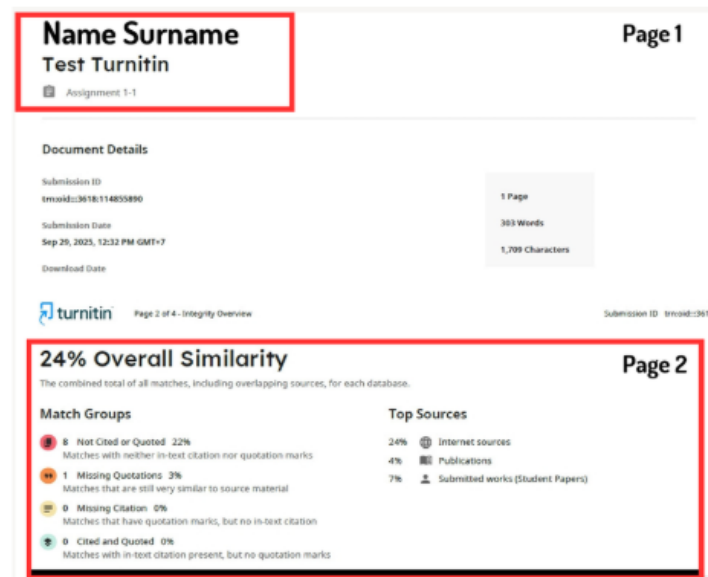 Name Surname
Page 1
Test Turnitin
Assignment 1-1
Document Details
Submission ID
trn:oid:::3618:114855890
1 Page
Submission Date
303 Words
Sep 29, 2025, 12:32 PM GMT+7
1,709 Characters
Download Date
turnitin Page 2 of 4 - Integrity Overview Submission ID trn:oid:::361
24% Overall Similarity
Page 2
The combined total of all matches, including overlapping sources, for each database.
Match Groups
8 Not Cited or Quoted 22%
Matches with neither in-text citation nor quotation marks
1 Missing Quotations 3%
Matches that are still very similar to source material
0 Missing Citation 0%
Matches that have quotation marks, but no in-text citation
0 Cited and Quoted 0%
Matches with in-text citation present, but no quotation marks
Top Sources
24% Internet sources
4% Publications
7% Submitted works (Student Papers)